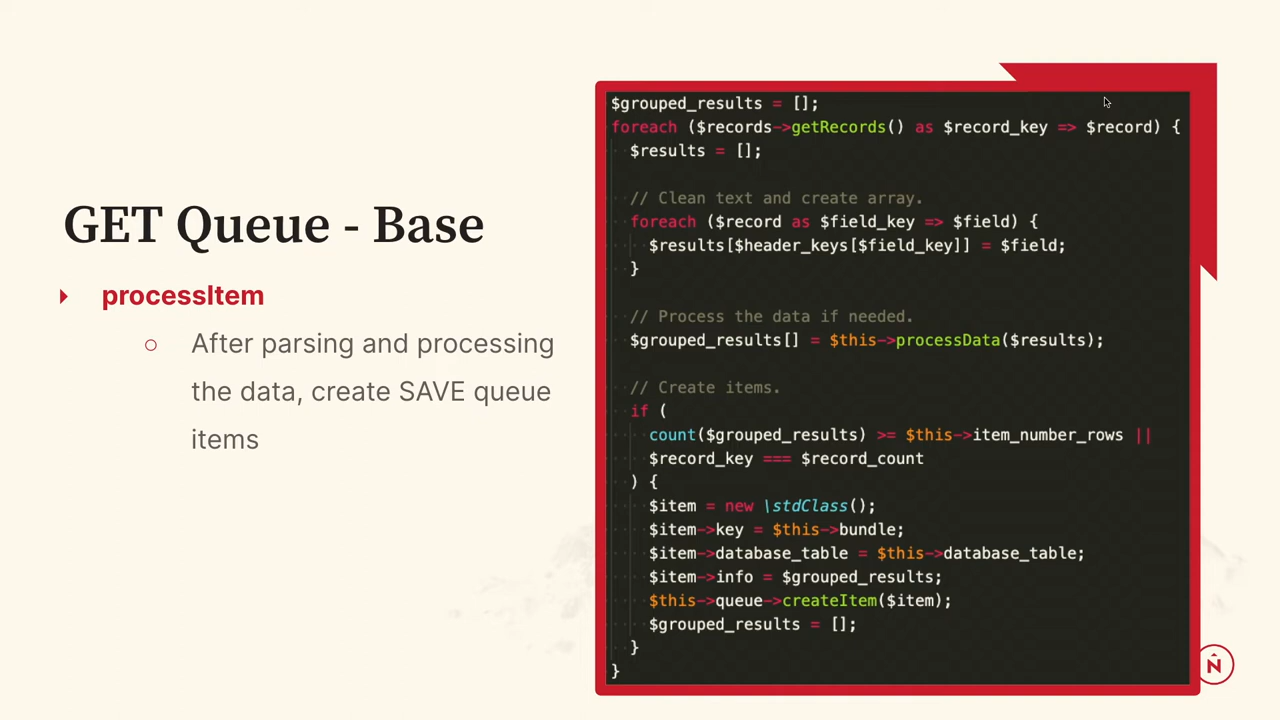 GET Queue - Base
processItem
After parsing and processing
the data, create SAVE queue
items
$grouped_results = [];
foreach ($records->getRecords() as $record_key => $record) {
$results = [];
// Clean text and create array.
foreach ($record as $field_key => $field) {
$results[$header_keys[$field_key]] = $field;
}
// Process the data if needed.
$grouped_results[] = $this->processData($results);
// Create items.
if (
count($grouped_results) >= $this->item_number_rows ||
$record_key === $record_count
) {
$item = new \stdClass();
$item->key = $this->bundle;
$item->database_table = $this->database_table;
$item->info = $grouped_results;
$this->queue->createItem($item);
$grouped_results = [];
}
}
N